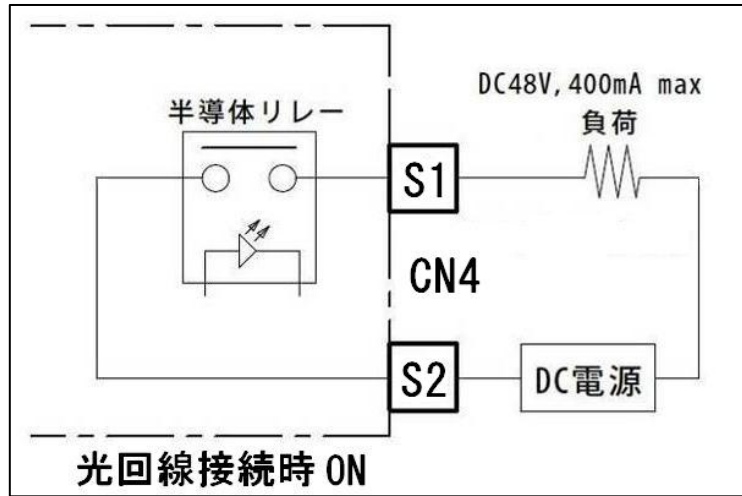 DC48V,400mA max
負荷
半導体リレー
S1
CN4
S2
DC電源
光回線接続時 ON